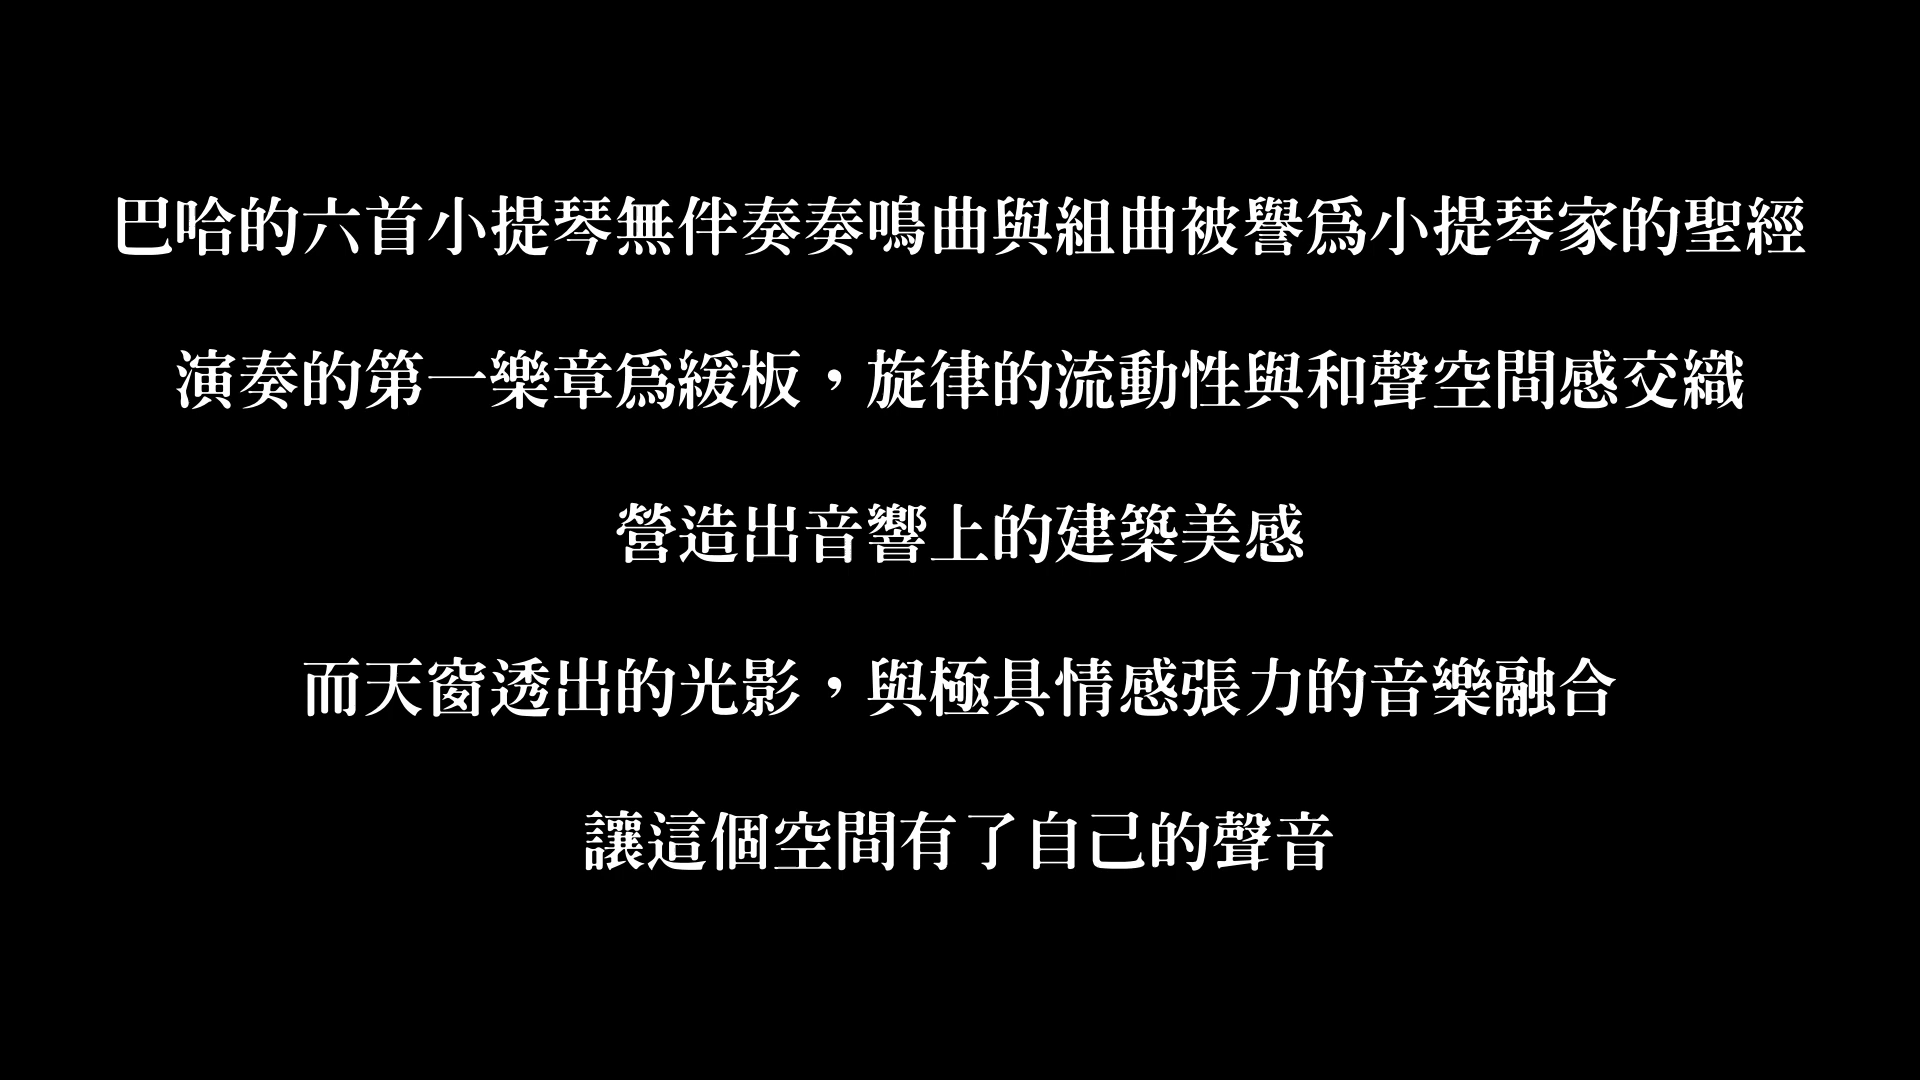 巴哈的六首小提琴無伴奏奏鳴曲與組曲被譽爲小提琴家的聖經
演奏的第一樂章爲緩板，旋律的流動性與和聲空間感交織
營造出音響上的建築美感
而天窗透出的光影，與極具情感張力的音樂融合
讓這個空間有了自己的聲音